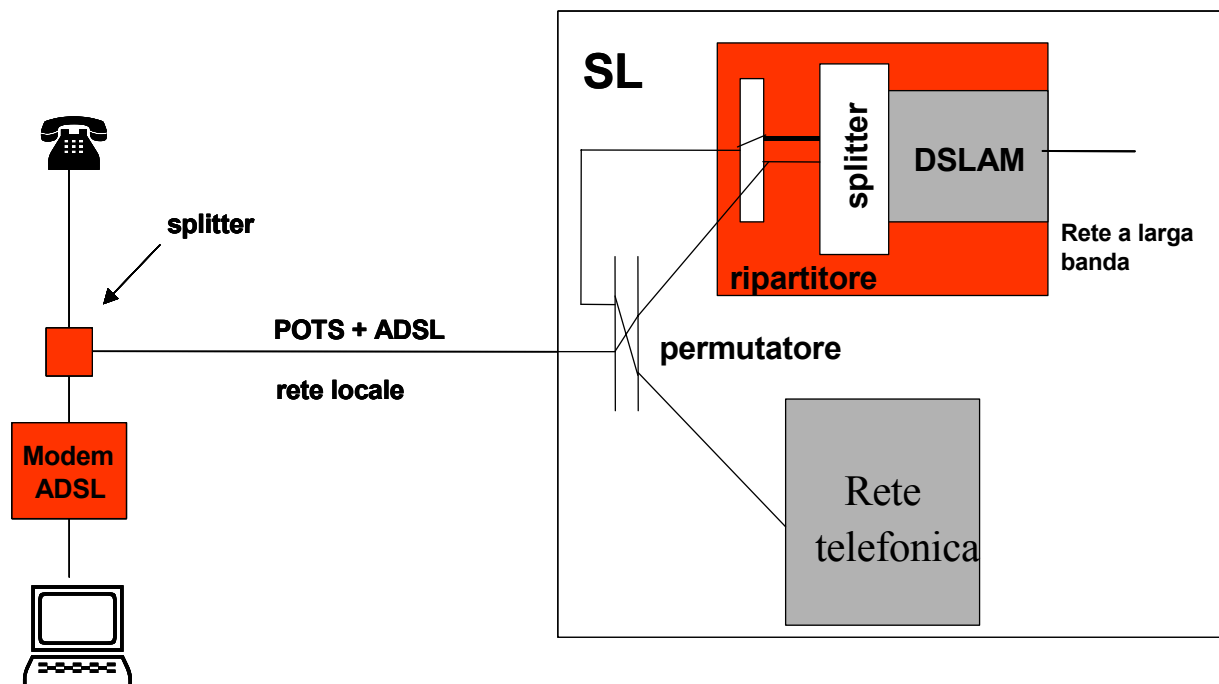 SL
splitter
DSLAM
splitter
Rete a larga
banda
ripartitore
POTS + ADSL
permutatore
rete locale
Modem
ADSL
Rete
telefonica